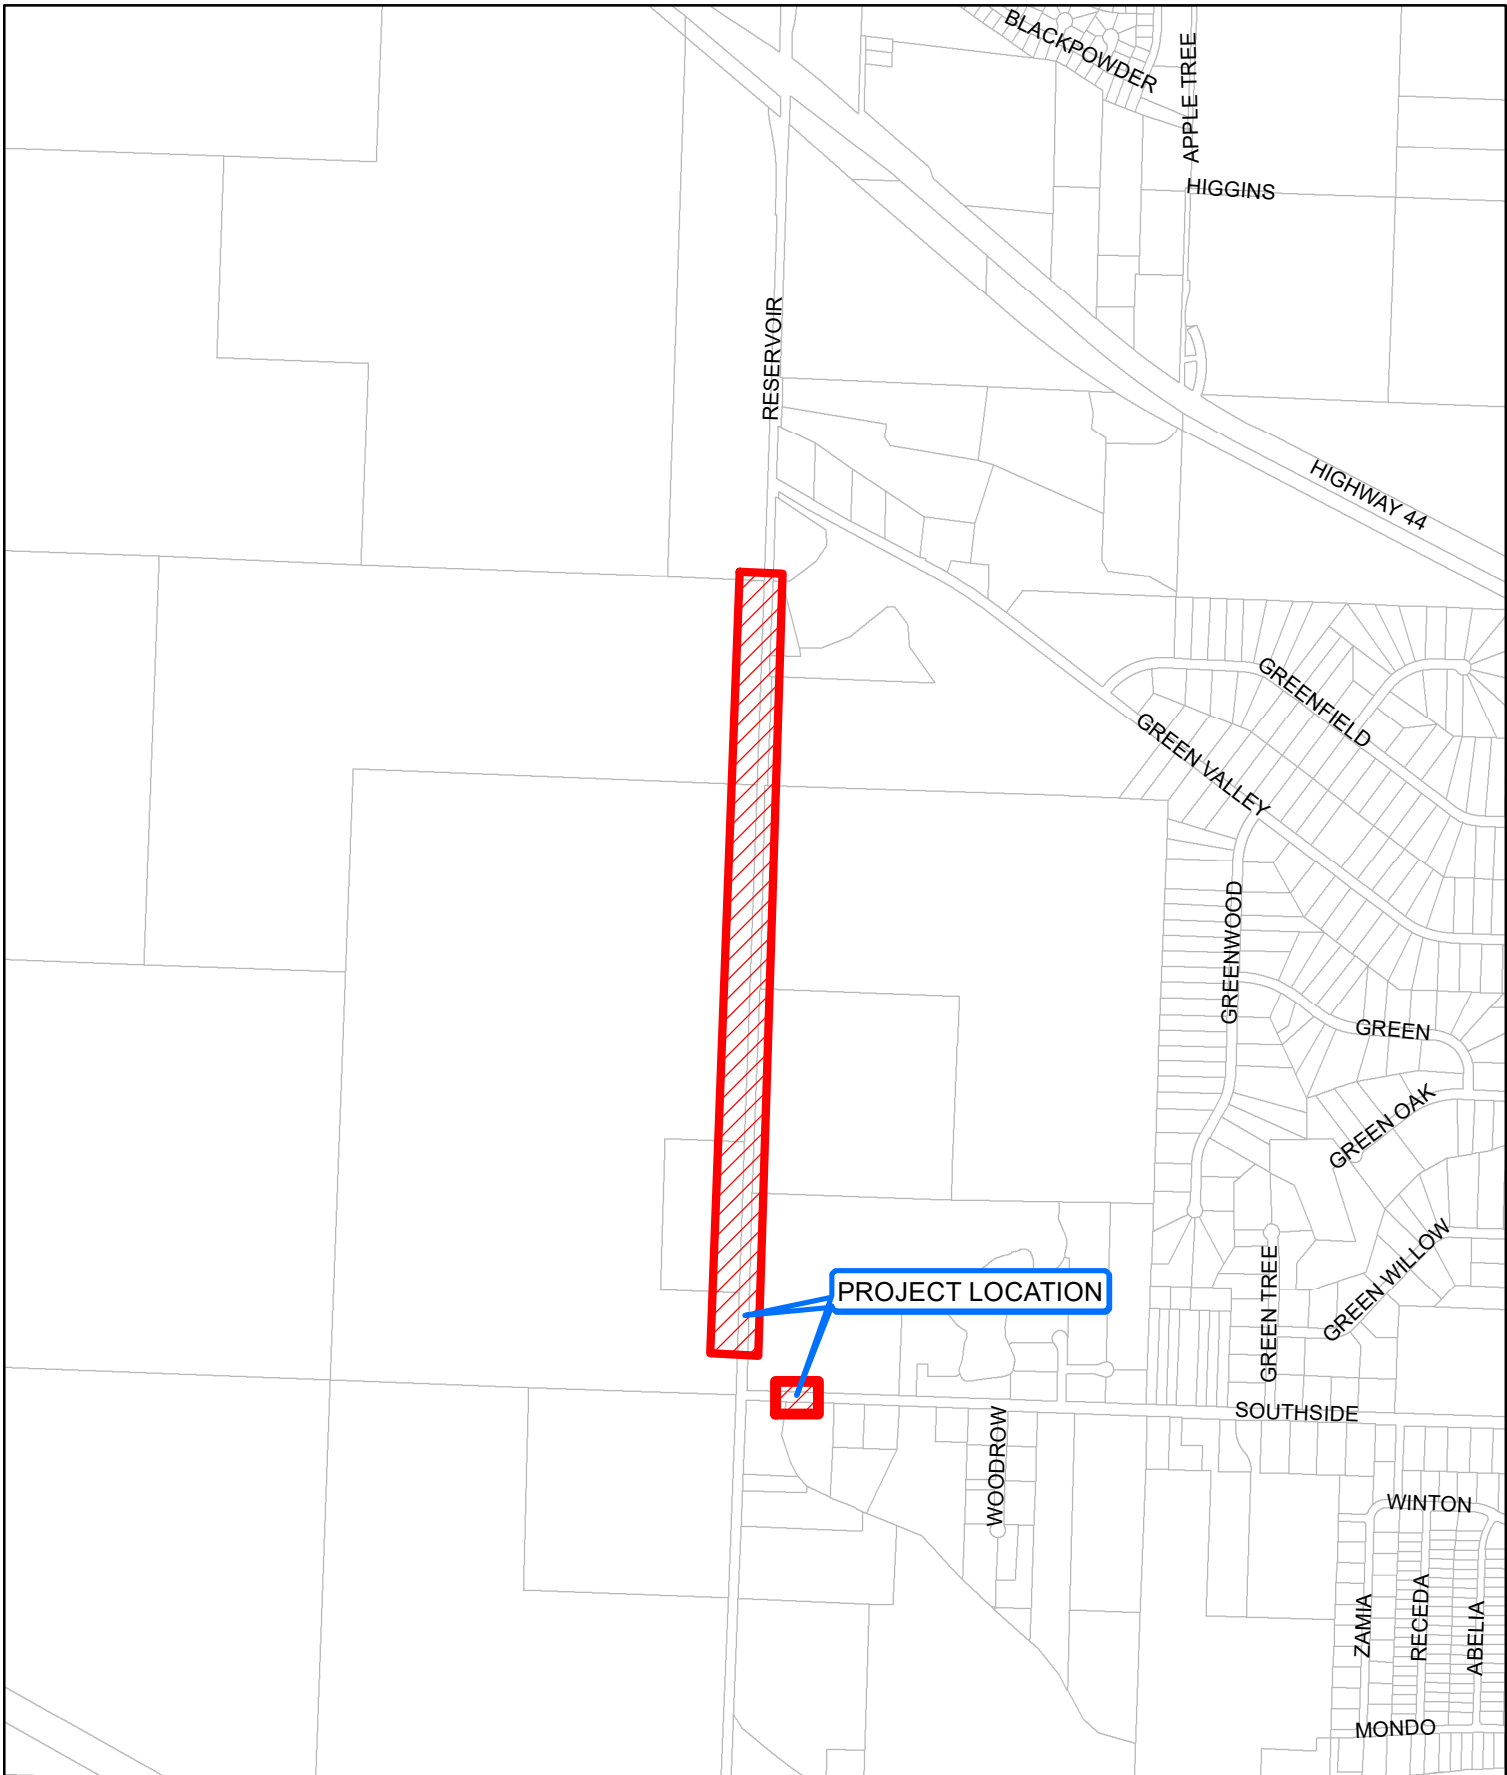 BLACKPOWDER
APPLE TREE
HIGGINS
RESERVOIR
HIGHWAY 44
GREENFIELD
GREEN VALLEY
GREENWOOD
GREEN
GREEN OAK
GREEN WILLOW
GREEN TREE
PROJECT LOCATION
SOUTHSIDE
WOODROW
WINTON
ZAMIA
RECEDA
ABELIA
MONDO